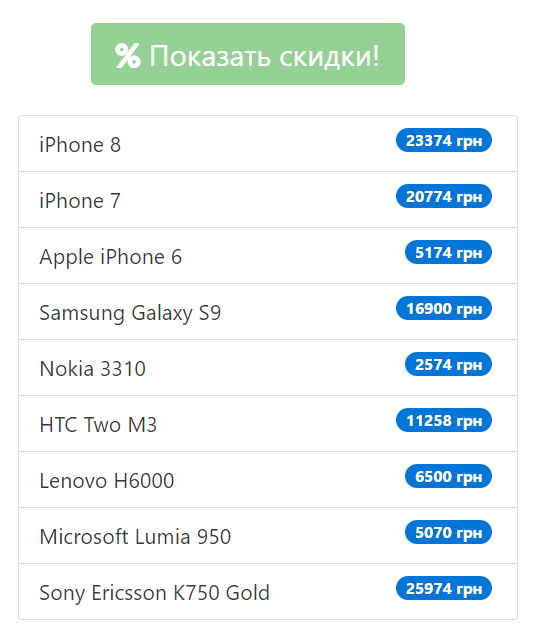 % Показать скидки!
iPhone 8 23374 грн
iPhone 7 20774 грн
Apple iPhone 6 5174 грн
Samsung Galaxy S9 16900 грн
Nokia 3310 2574 грн
HTC Two M3 11258 грн
Lenovo H6000 6500 грн
Microsoft Lumia 950 5070 грн
Sony Ericsson K750 Gold 25974 грн